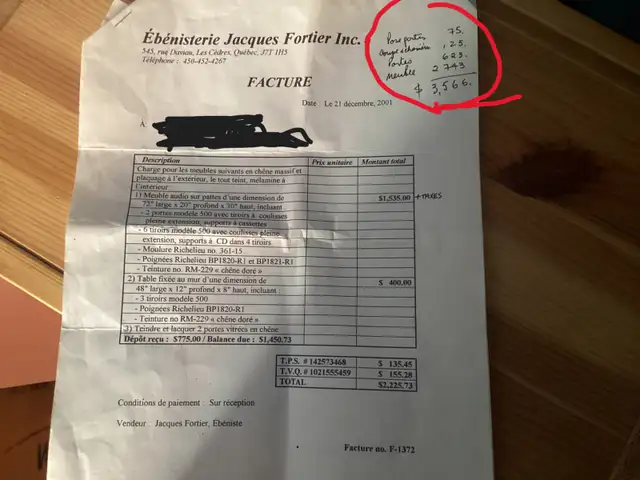 Ébénisterie Jacques Fortier Inc.
545, rue Daviau, Les Cèdres, Québec, J7T 1H5
Téléphone : 450-452-4267
Pose portes 75.
125.
Portes 623.
Meuble 2743
$ 3,566.
FACTURE
Date Le 21 décembre, 2001
A
Description Prix unitaire Montant total
Charge pour les meubles suivants en chêne massif et
plaquage à l'extérieur, le tout teint, mélamine à
l'intérieur
1) Meuble audio sur pattes d'une dimension de $1,535.00 + TAXES
72" large x 20" profond x 30" haut, incluant
- 2 portes modèle 500 avec tiroirs à coulisses
pleine extension, supports à cassettes
- 6 tiroirs modèle 500 avec coulisses pleine
extension, supports à CD dans 4 tiroirs
- Moulure Richelieu no. 361-15
- Poignées Richelieu BP1820-R1 et BP1821-R1
- Teinture no. RM-229 « chêne doré »
2) Table fixée au mur d'une dimension de $ 400.00
48" large x 12" profond x 8" haut, incluant :
- 3 tiroirs modèle 500
- Poignées Richelieu BP1820-R1
- Teinture no RM-229 « chêne doré »
3) Teindre et lacquer 2 portes vitrées en chêne
Dépôt reçu : $775.00 / Balance due : $1,450.73
T.P.S. # 142573468 $ 135.45
T.V.Q. # 1021555459 $ 155.28
TOTAL $2,225.73
Conditions de paiement : Sur réception
Vendeur : Jacques Fortier, Ébéniste
Facture no. F-1372